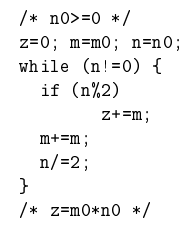 /* n0>=0 */
z=0; m=m0; n=n0;
while (n!=0) {
if (n%2)
z+=m;
m+=m;
n/=2;
}
/* z=m0*n0 */